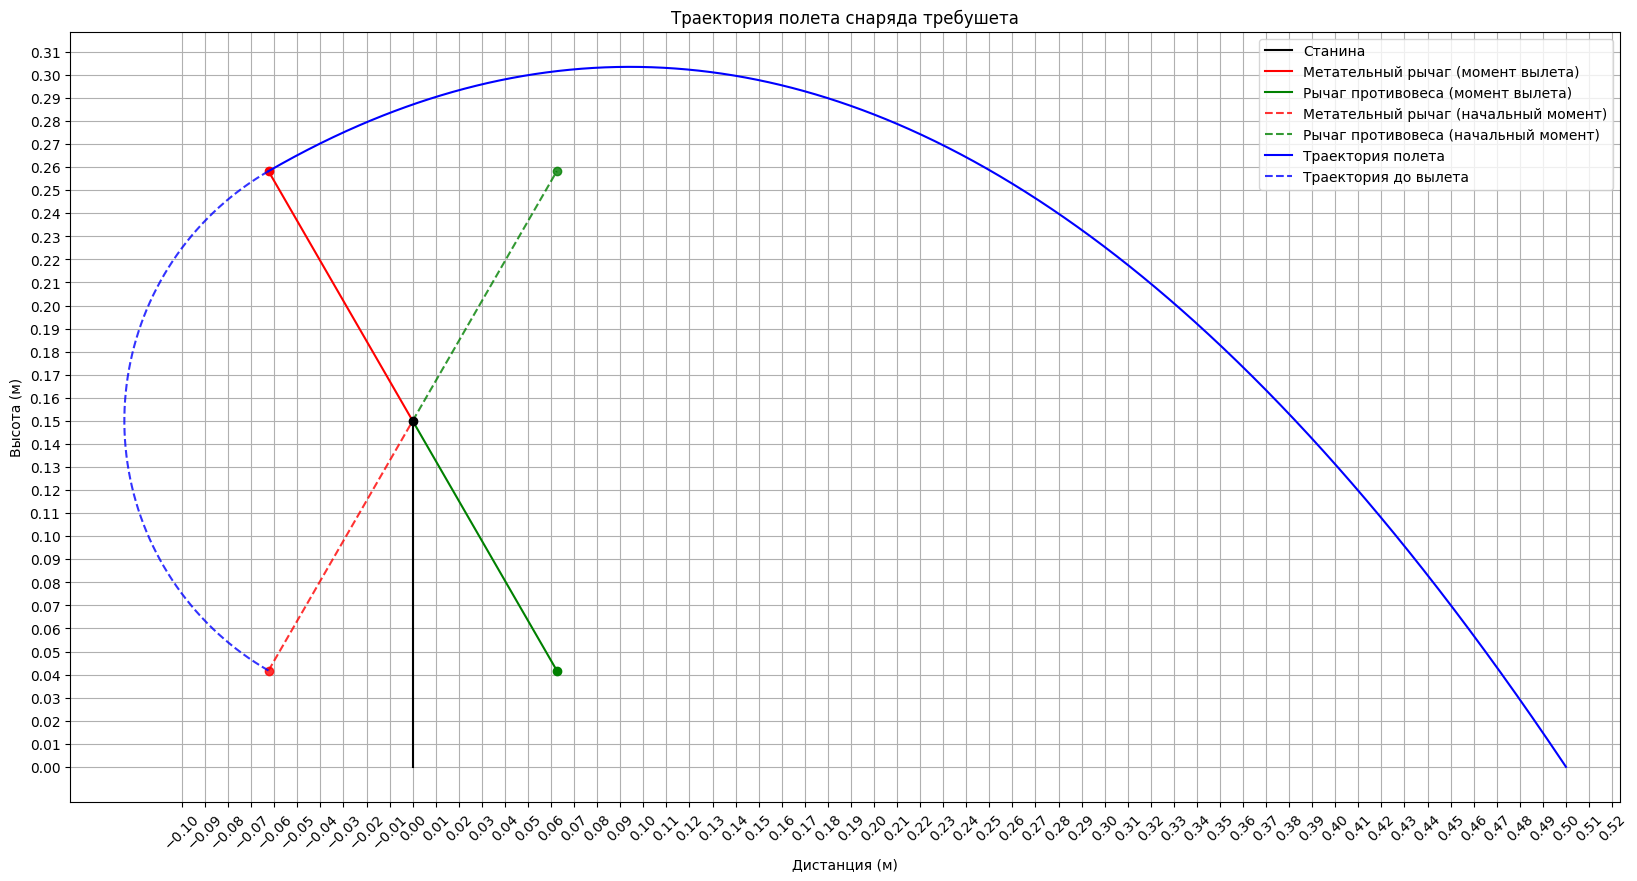 Траектория полета снаряда требушета
Станина
Метательный рычаг (момент вылета)
Рычаг противовеса (момент вылета)
Метательный рычаг (начальный момент)
Рычаг противовеса (начальный момент)
Траектория полета
Траектория до вылета
Высота (м)
0.31
0.30
0.29
0.28
0.27
0.26
0.25
0.24
0.23
0.22
0.21
0.20
0.19
0.18
0.17
0.16
0.15
0.14
0.13
0.12
0.11
0.10
0.09
0.08
0.07
0.06
0.05
0.04
0.03
0.02
0.01
0.00
−0.10 −0.09 −0.08 −0.07 −0.06 −0.05 −0.04 −0.03 −0.02 −0.01 0.00 0.01 0.02 0.03 0.04 0.05 0.06 0.07 0.08 0.09 0.10 0.11 0.12 0.13 0.14 0.15 0.16 0.17 0.18 0.19 0.20 0.21 0.22 0.23 0.24 0.25 0.26 0.27 0.28 0.29 0.30 0.31 0.32 0.33 0.34 0.35 0.36 0.37 0.38 0.39 0.40 0.41 0.42 0.43 0.44 0.45 0.46 0.47 0.48 0.49 0.50 0.51 0.52
Дистанция (м)